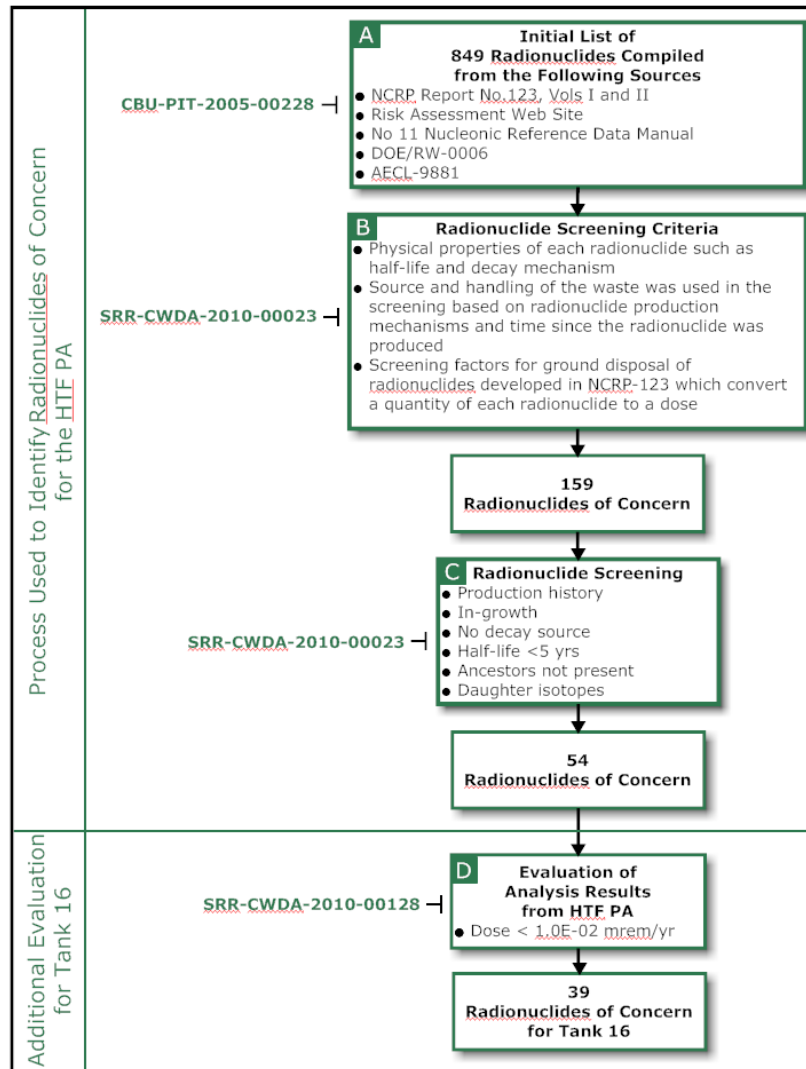 Process Used to Identify Radionuclides of Concern
for the HTF PA
A
Initial List of
849 Radionuclides Compiled
from the Following Sources
● NCRP Report No.123, Vols I and II
● Risk Assessment Web Site
● No 11 Nucleonic Reference Data Manual
● DOE/RW-0006
● AECL-9881
CBU-PIT-2005-00228
B
Radionuclide Screening Criteria
● Physical properties of each radionuclide such as
half-life and decay mechanism
● Source and handling of the waste was used in the
screening based on radionuclide production
mechanisms and time since the radionuclide was
produced
● Screening factors for ground disposal of
radionuclides developed in NCRP-123 which convert
a quantity of each radionuclide to a dose
SRR-CWDA-2010-00023
159
Radionuclides of Concern
C
Radionuclide Screening
● Production history
● In-growth
● No decay source
● Half-life <5 yrs
● Ancestors not present
● Daughter isotopes
SRR-CWDA-2010-00023
54
Radionuclides of Concern
Additional Evaluation
for Tank 16
D
Evaluation of
Analysis Results
from HTF PA
● Dose < 1.0E-02 mrem/yr
SRR-CWDA-2010-00128
39
Radionuclides of Concern
for Tank 16